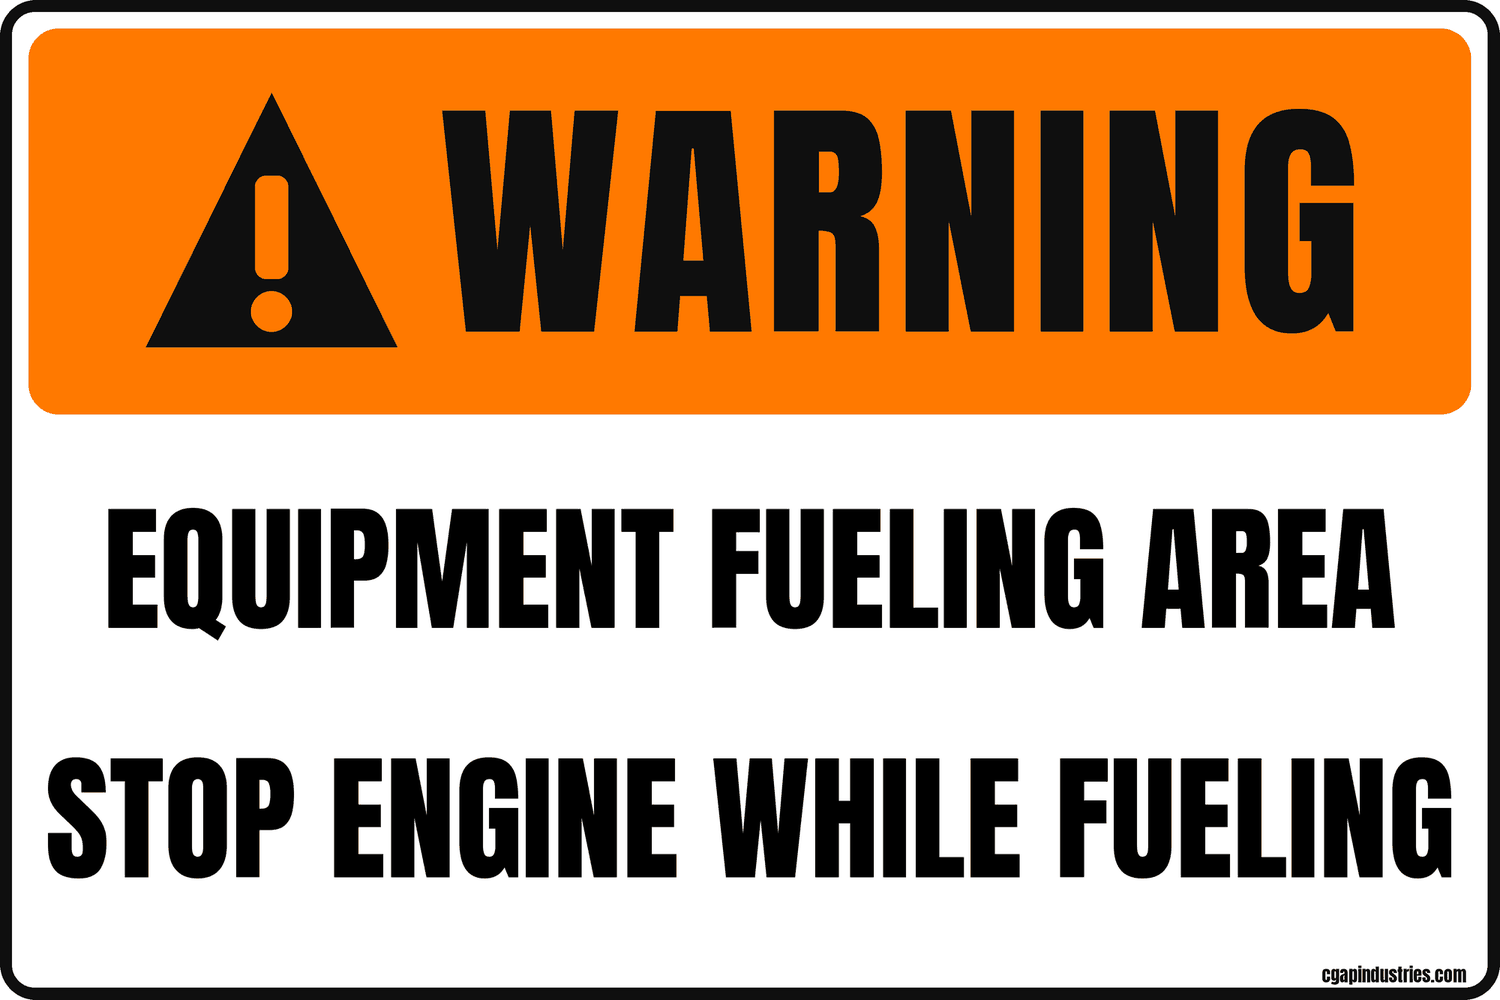 WARNING
EQUIPMENT FUELING AREA
STOP ENGINE WHILE FUELING
cgapindustries.com